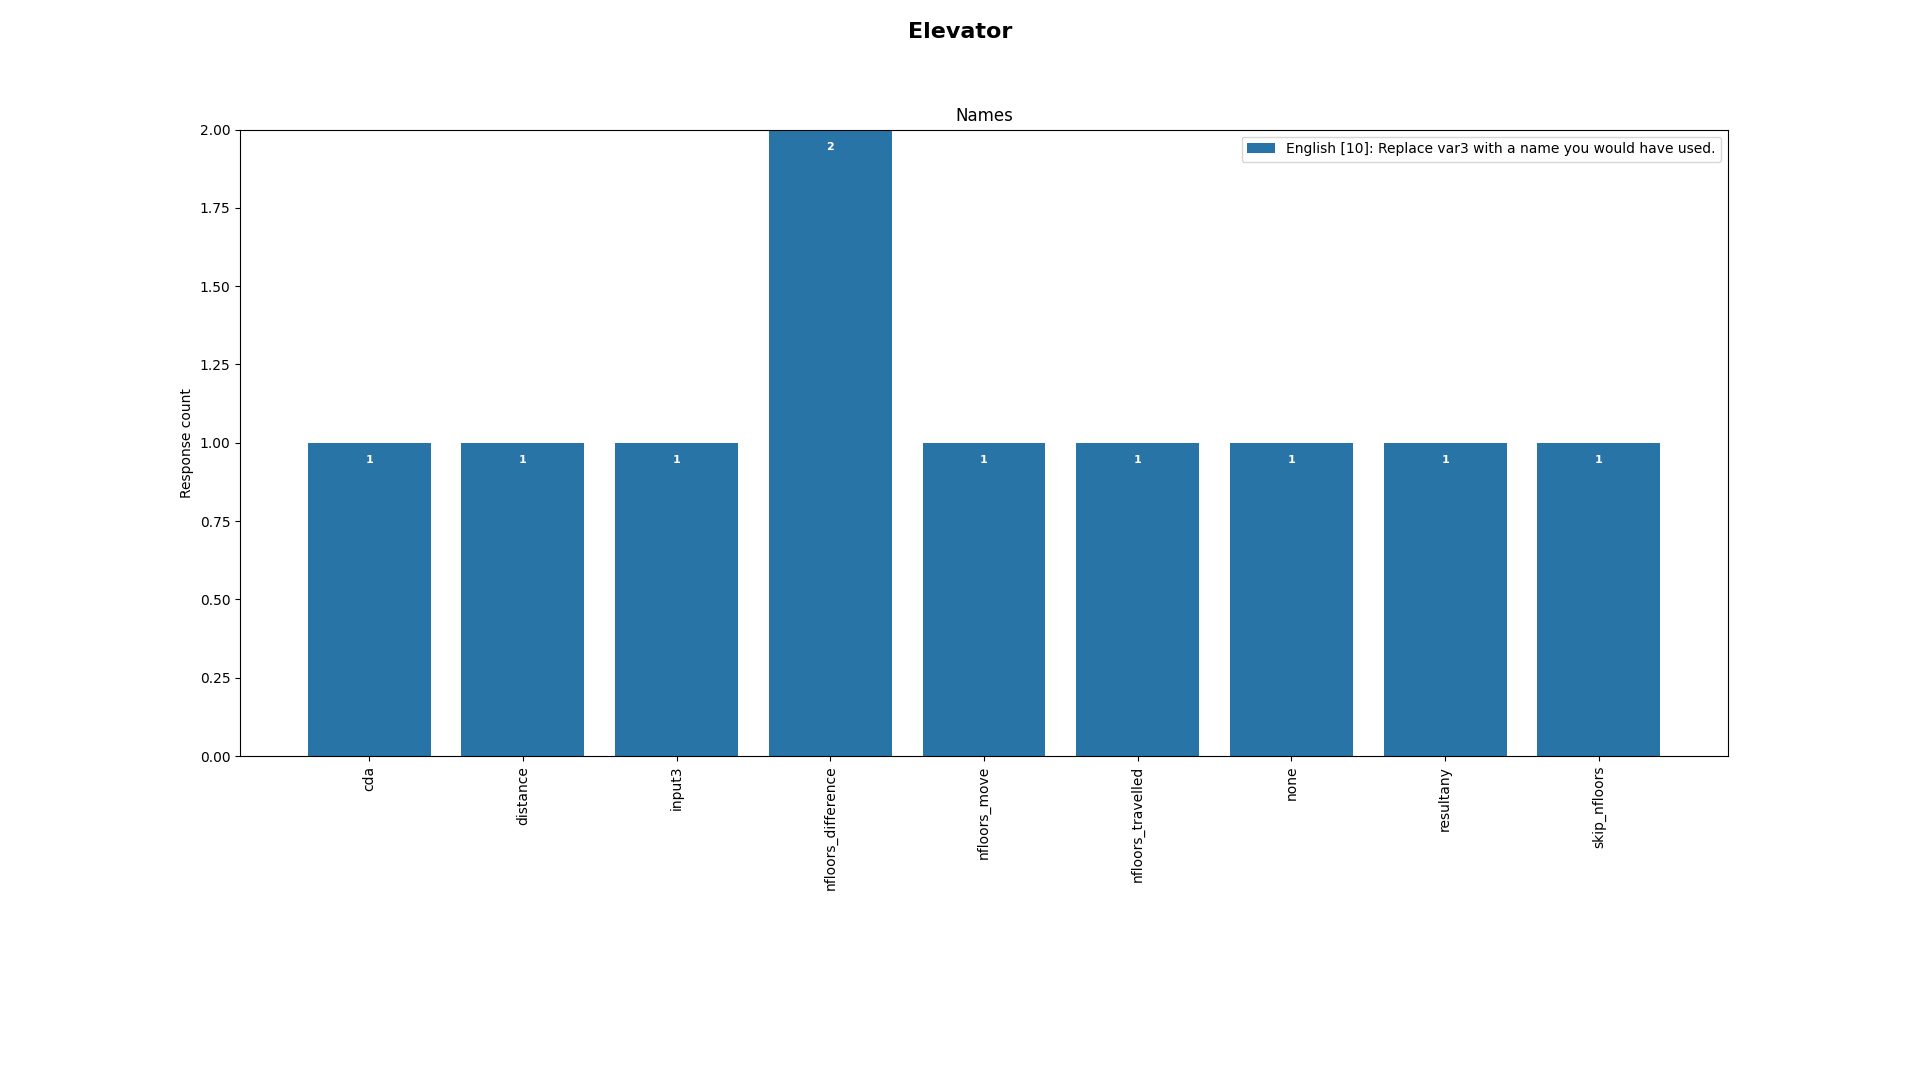 Elevator
Names
English [10]: Replace var3 with a name you would have used.
Response count
2.00
1.75
1.50
1.25
1.00
0.75
0.50
0.25
0.00
1
1
1
2
1
1
1
1
1
cda
distance
input3
nfloors_difference
nfloors_move
nfloors_travelled
none
resultany
skip_nfloors